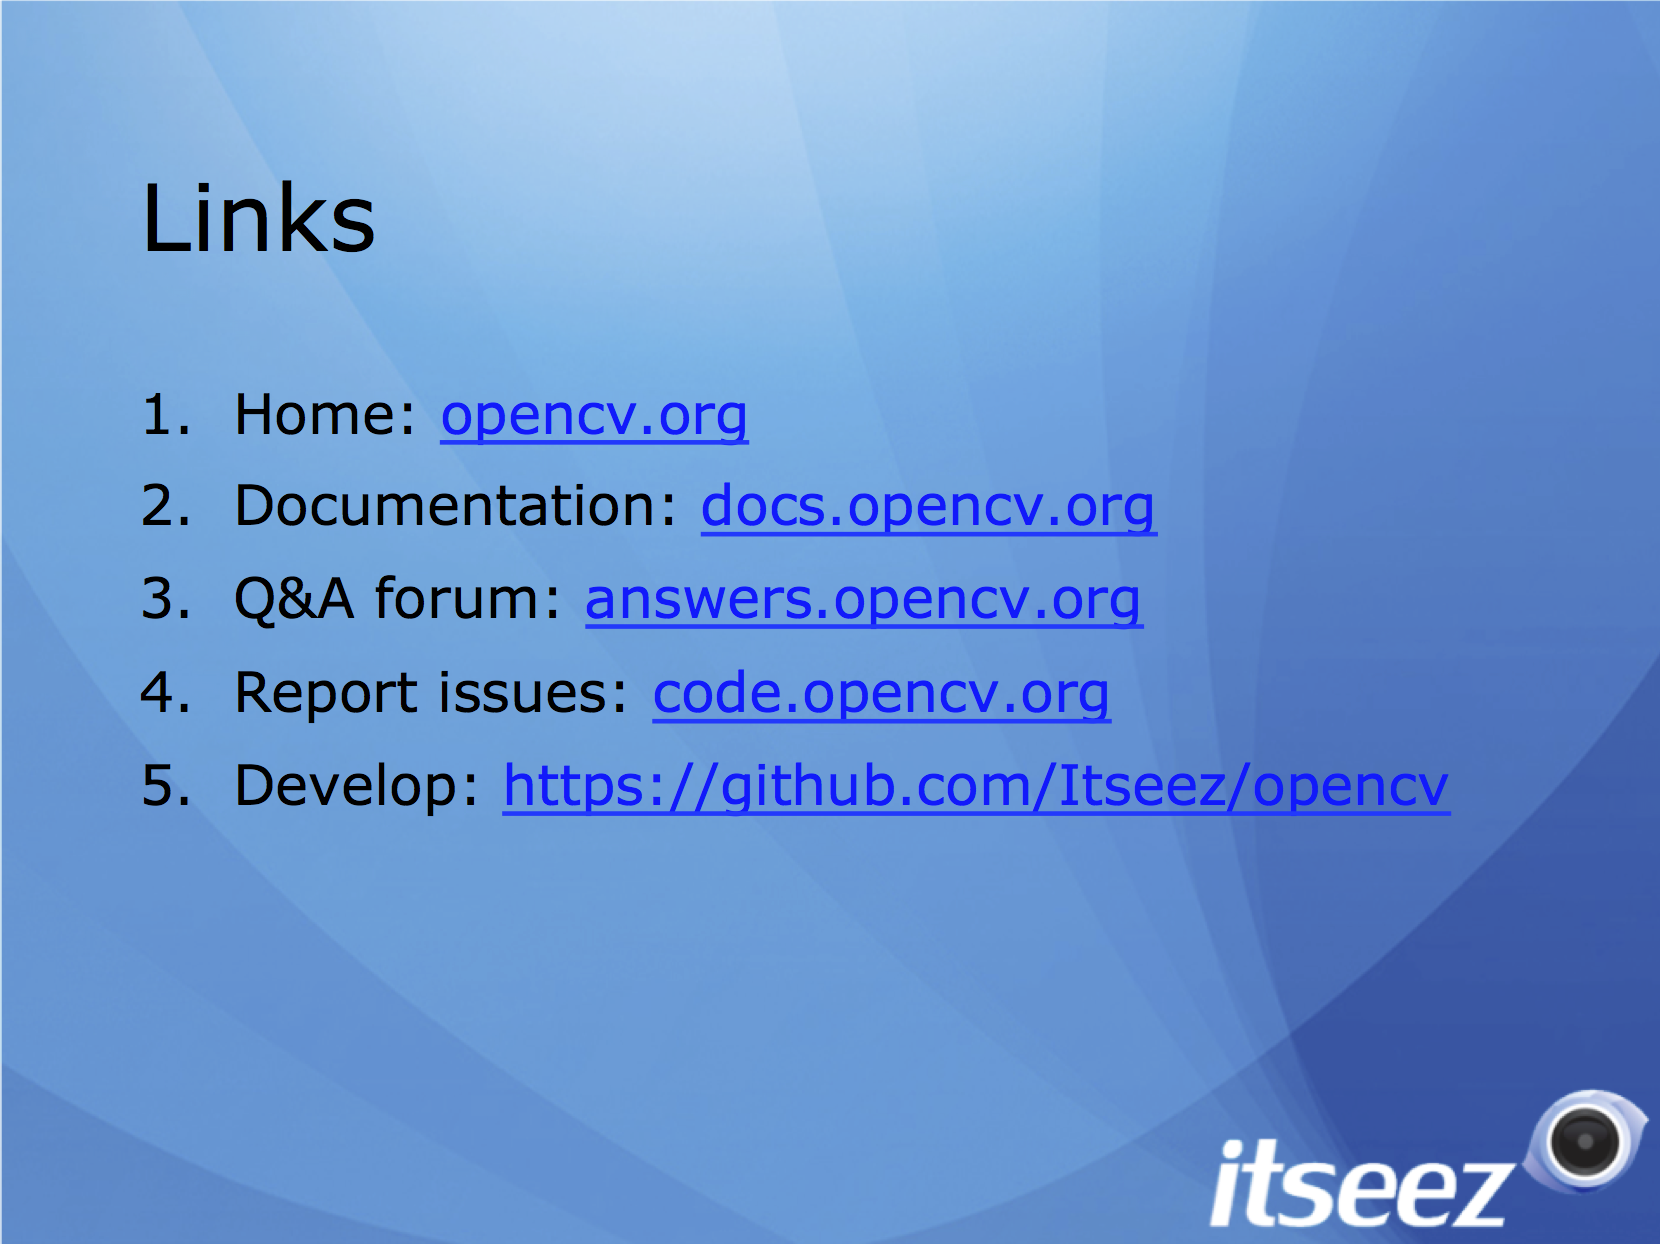 Links
1. Home: opencv.org
2. Documentation: docs.opencv.org
3. Q&A forum: answers.opencv.org
4. Report issues: code.opencv.org
5. Develop: https://github.com/Itseez/opencv
itseez